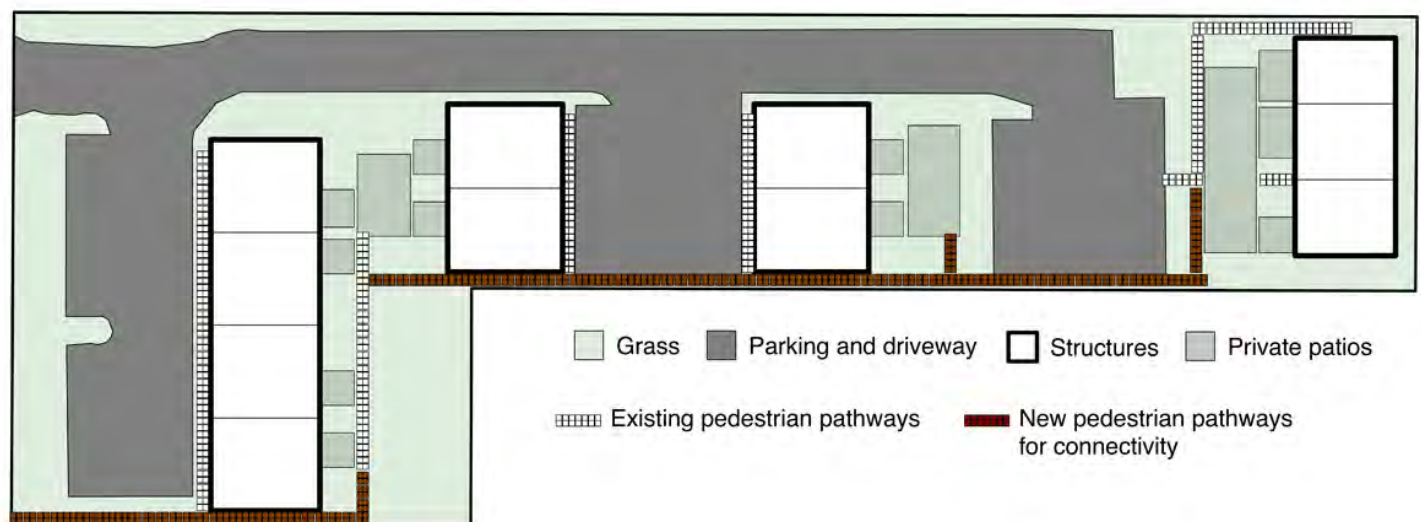 Grass
Parking and driveway
Structures
Private patios
Existing pedestrian pathways
New pedestrian pathways
for connectivity